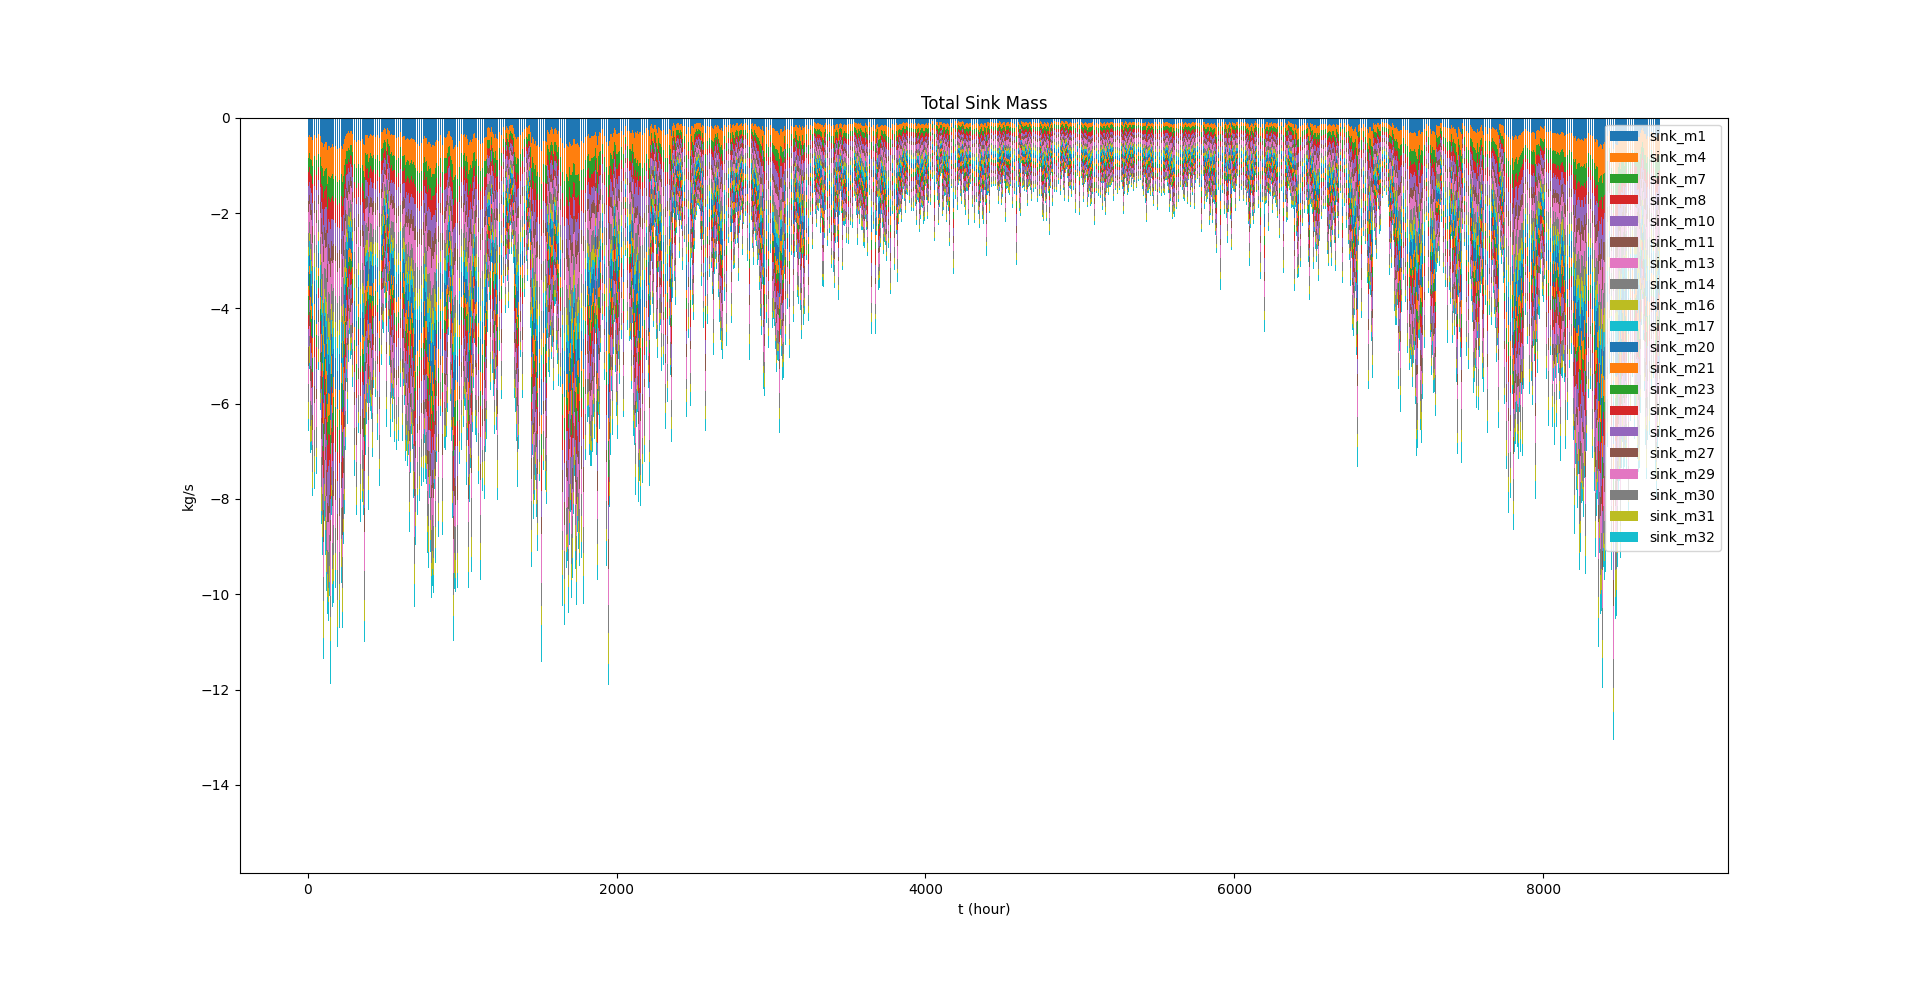 Total Sink Mass
0
−2
−4
−6
−8
−10
−12
−14
kg/s
0
2000
4000
6000
8000
t (hour)
sink_m1
sink_m4
sink_m7
sink_m8
sink_m10
sink_m11
sink_m13
sink_m14
sink_m16
sink_m17
sink_m20
sink_m21
sink_m23
sink_m24
sink_m26
sink_m27
sink_m29
sink_m30
sink_m31
sink_m32